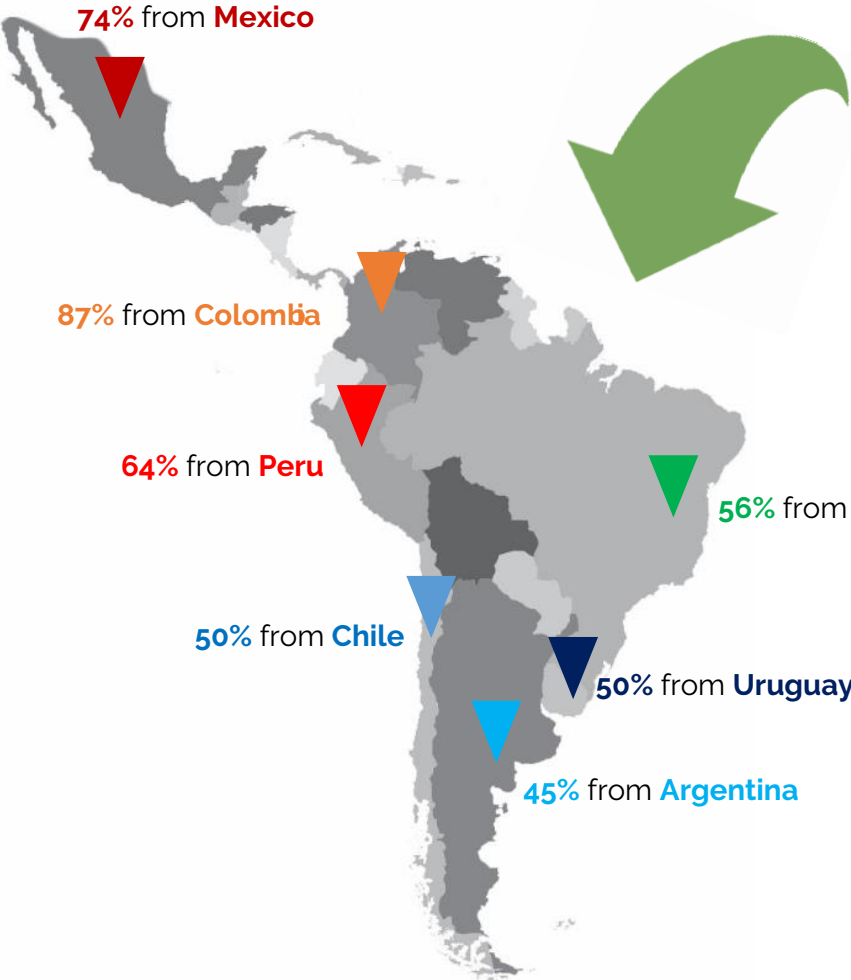 74% from Mexico
87% from Colombia
64% from Peru
56% from
50% from Chile
50% from Uruguay
45% from Argentina